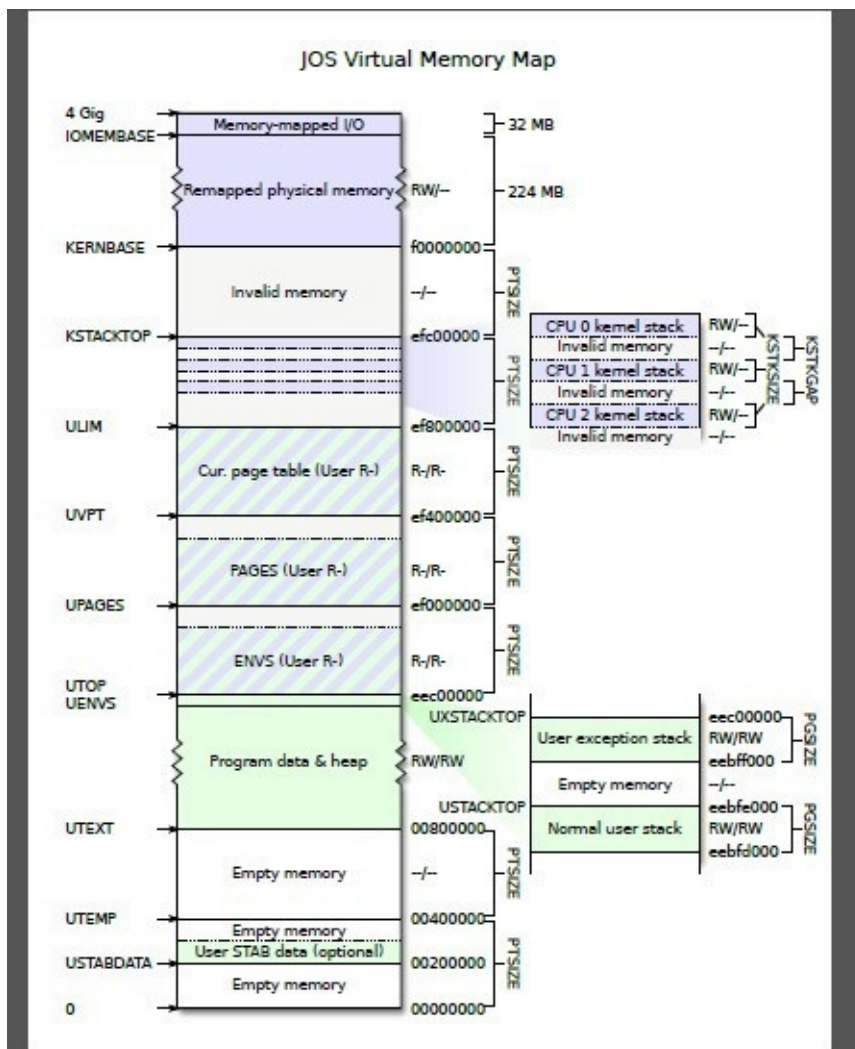 JOS Virtual Memory Map
4 Gig
Memory-mapped I/O
32 MB
IOMEMBASE
Remapped physical memory
RW/--
224 MB
KERNBASE
f0000000
Invalid memory
--/--
PTSIZE
KSTACKTOP
efc00000
PTSIZE
CPU 0 kernel stack
RW/--
Invalid memory
--/--
CPU 1 kernel stack
RW/--
Invalid memory
--/--
CPU 2 kernel stack
RW/--
Invalid memory
--/--
KSTKSIZE
KSTKGAP
ULIM
ef800000
Cur. page table (User R-)
R-/R-
PTSIZE
UVPT
ef400000
PAGES (User R-)
R-/R-
PTSIZE
UPAGES
ef000000
ENVS (User R-)
R-/R-
PTSIZE
UTOP
UENVS
eec00000
UXSTACKTOP
eec00000
User exception stack
RW/RW
PGSIZE
eebff000
Empty memory
--/--
USTACKTOP
eebfe000
Normal user stack
RW/RW
PGSIZE
eebfd000
Program data & heap
RW/RW
UTEXT
00800000
Empty memory
--/--
PTSIZE
UTEMP
00400000
Empty memory
User STAB data (optional)
PTSIZE
USTABDATA
00200000
Empty memory
0
00000000